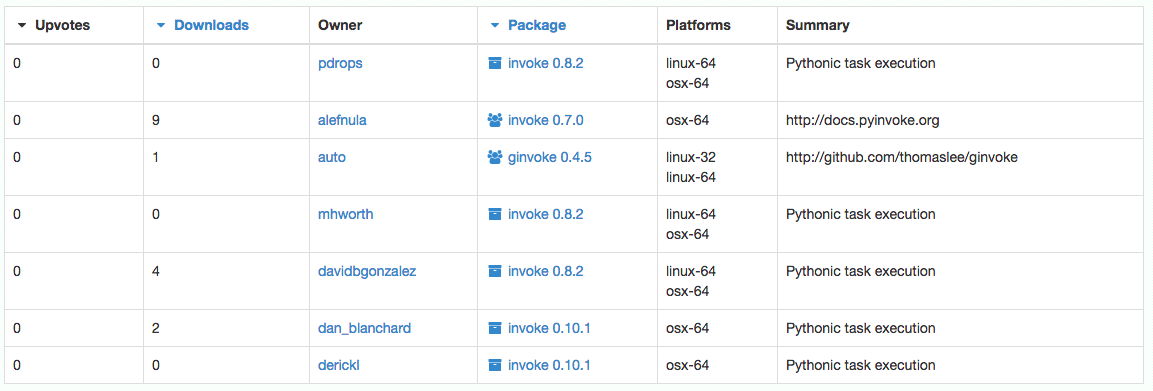 Upvotes Downloads Owner Package Platforms Summary
0 0 pdrops invoke 0.8.2 linux-64 Pythonic task execution
osx-64
0 9 alefnula invoke 0.7.0 osx-64 http://docs.pyinvoke.org
0 1 auto ginvoke 0.4.5 linux-32 http://github.com/thomaslee/ginvoke
linux-64
0 0 mhworth invoke 0.8.2 linux-64 Pythonic task execution
osx-64
0 4 davidbgonzalez invoke 0.8.2 linux-64 Pythonic task execution
osx-64
0 2 dan_blanchard invoke 0.10.1 osx-64 Pythonic task execution
0 0 derickl invoke 0.10.1 osx-64 Pythonic task execution